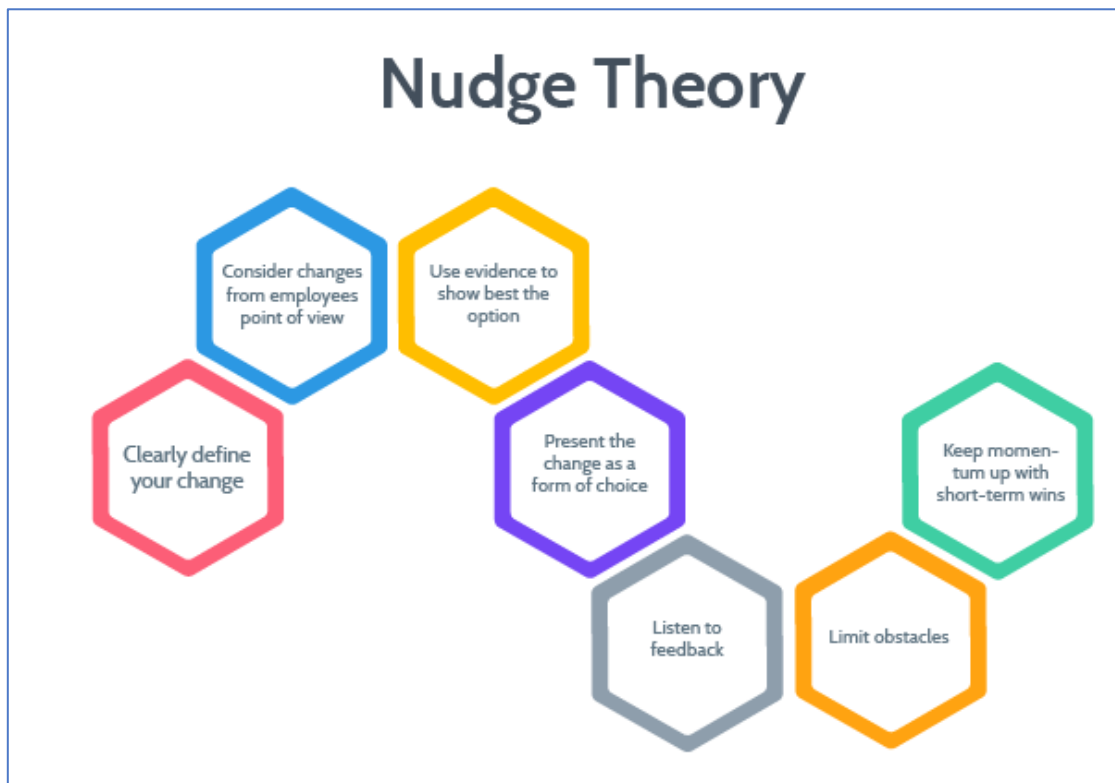 Nudge Theory
Clearly define
your change
Consider changes
from employees
point of view
Use evidence to
show best the
option
Present the
change as a
form of choice
Listen to
feedback
Limit obstacles
Keep momen-
tum up with
short-term wins